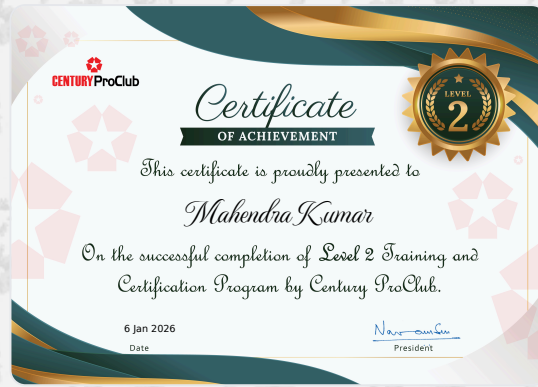 CENTURY ProClub
LEVEL
2
Certificate
OF ACHIEVEMENT
This certificate is proudly presented to
Mahendra Kumar
On the successful completion of Level 2 Training and
Certification Program by Century ProClub.
6 Jan 2026
Date
President